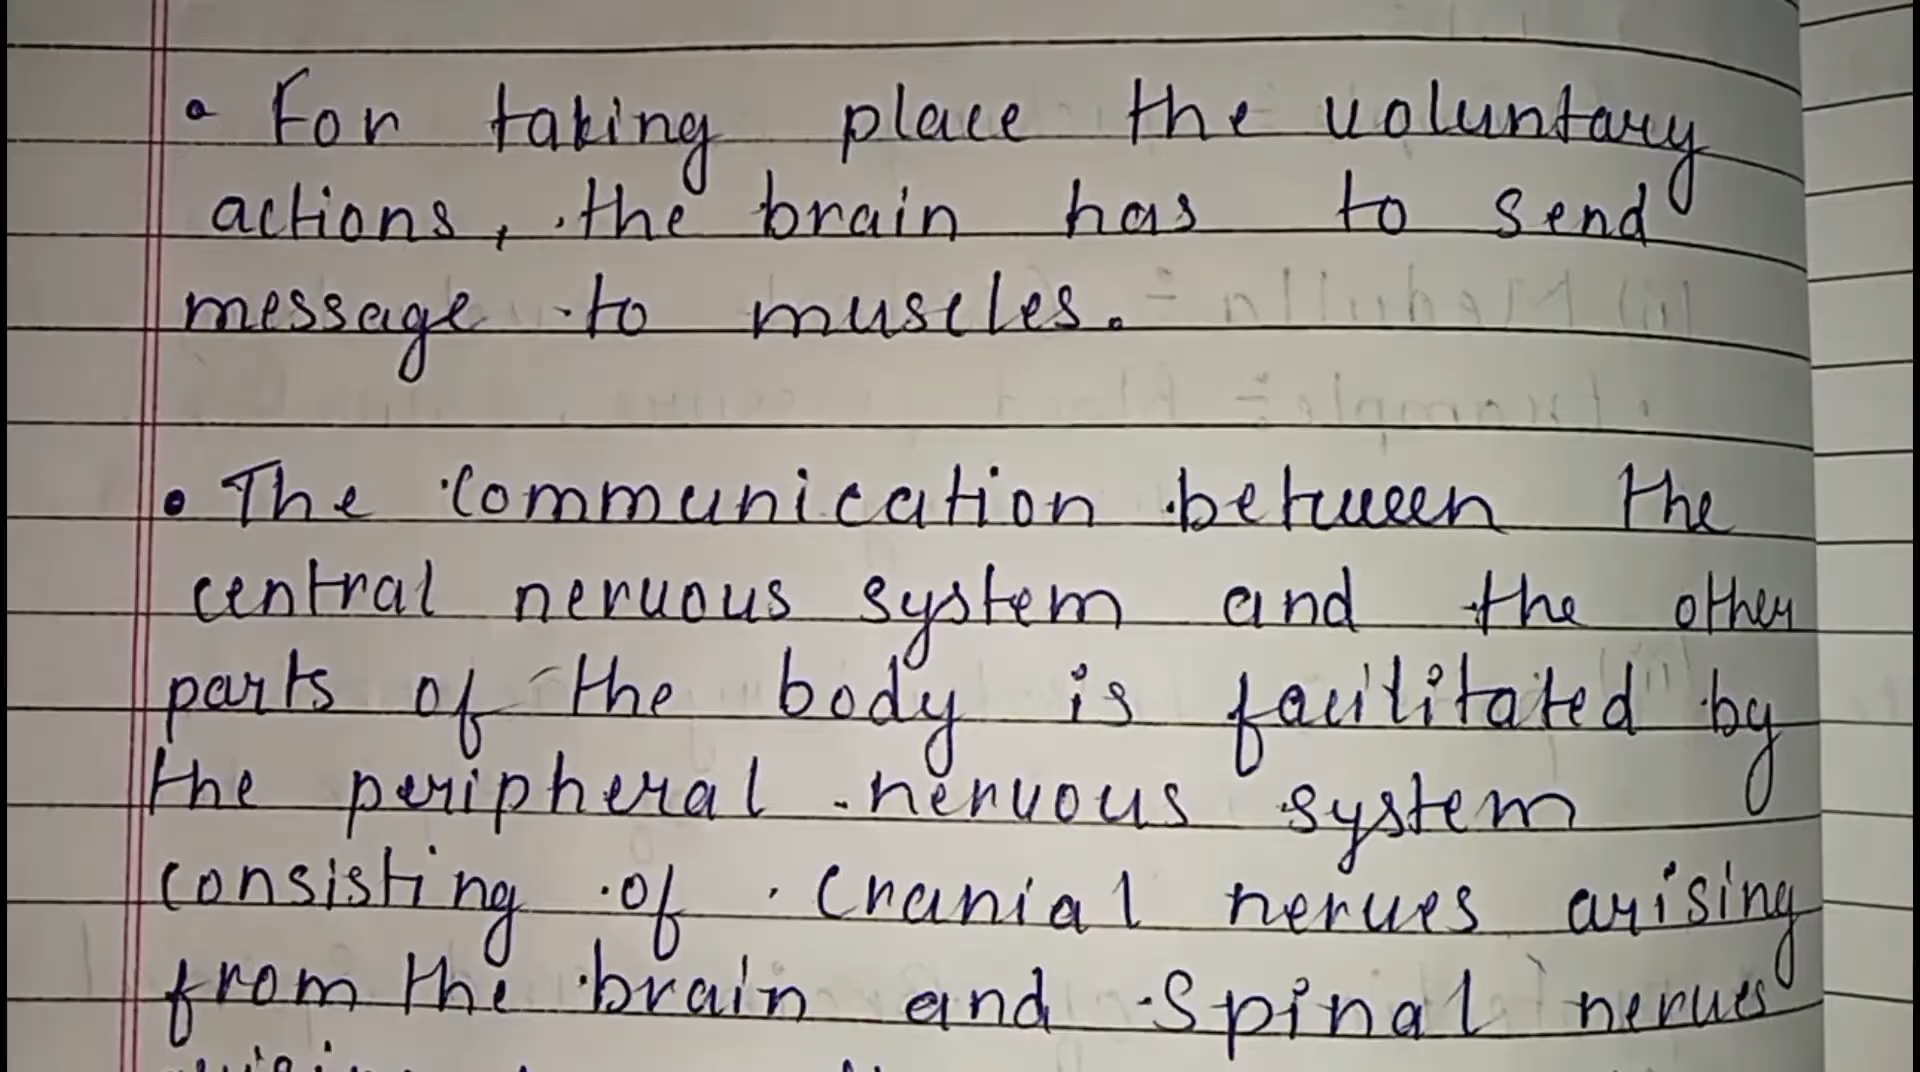 • For taking place the voluntary
actions, the brain has to send
message to muscles.
• The communication between the
central nervous system and the other
parts of the body is facilitated by
the peripheral nervous system
consisting of cranial nerves arising
from the brain and spinal nerves